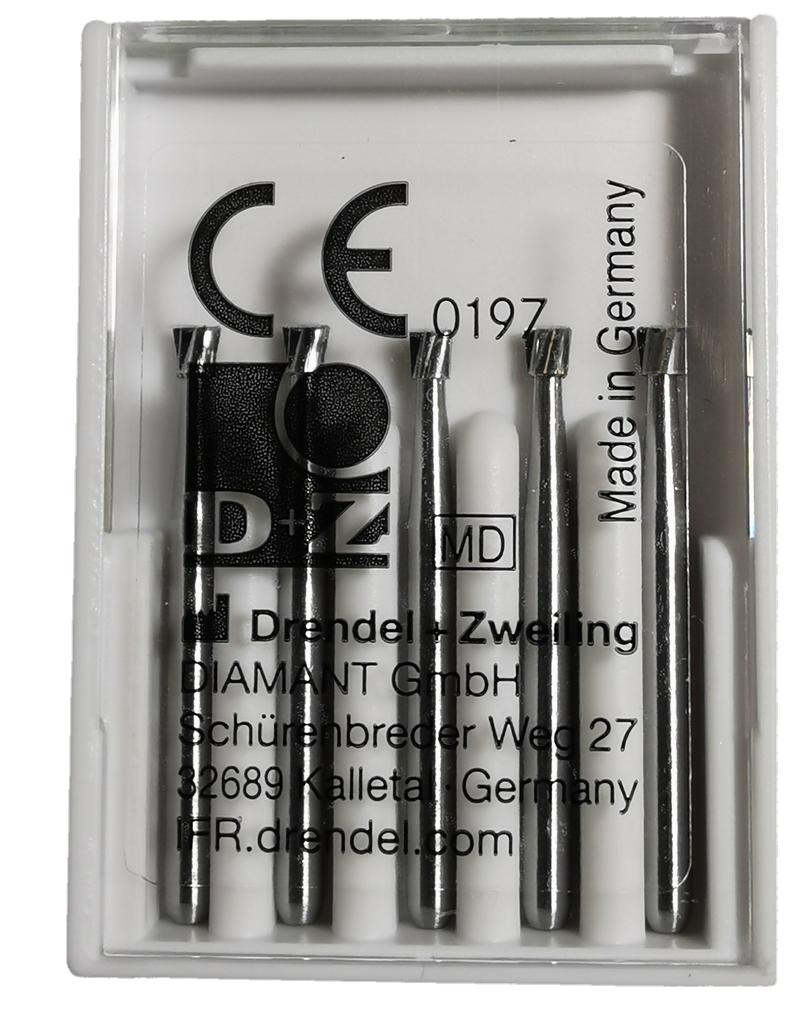 CE 0197
Made in Germany
D+Z
MD
Drendel + Zweiling
DIAMANT GmbH
Schürenbreder Weg 27
32689 Kalletal · Germany
IFR.drendel.com